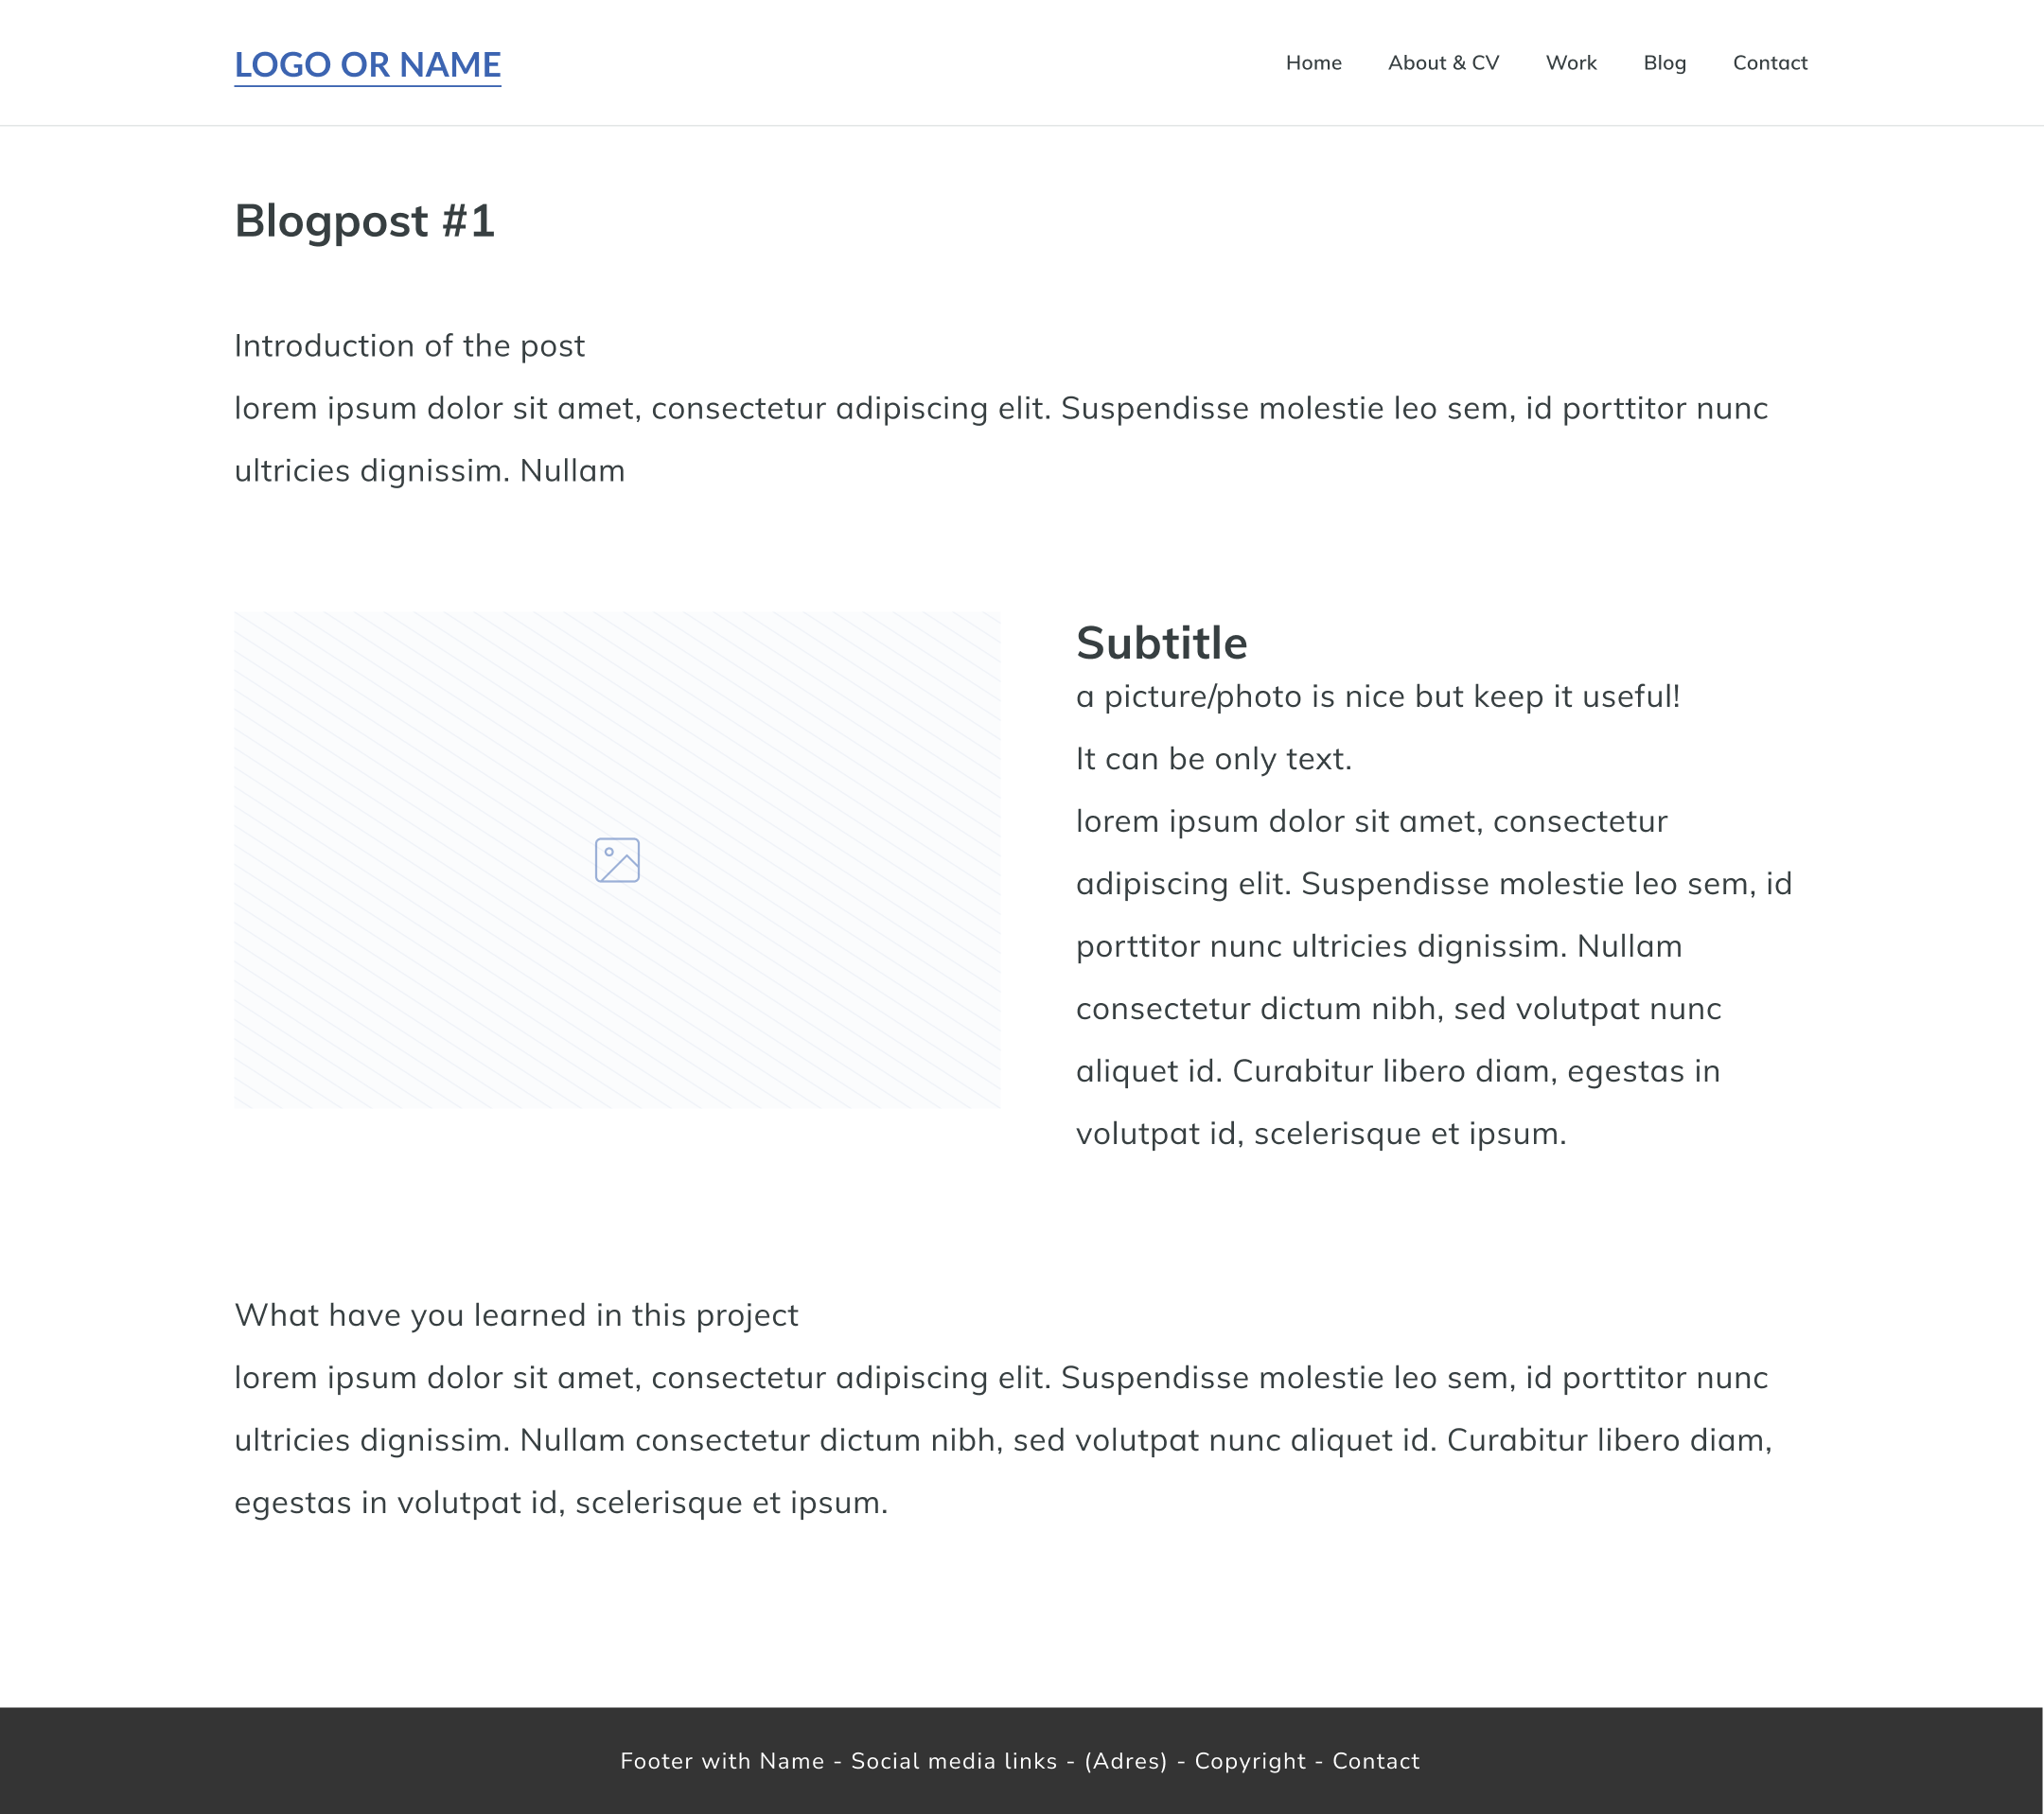 LOGO OR NAME
Home About & CV Work Blog Contact
Blogpost #1
Introduction of the post
lorem ipsum dolor sit amet, consectetur adipiscing elit. Suspendisse molestie leo sem, id porttitor nunc
ultricies dignissim. Nullam
Subtitle
a picture/photo is nice but keep it useful!
It can be only text.
lorem ipsum dolor sit amet, consectetur
adipiscing elit. Suspendisse molestie leo sem, id
porttitor nunc ultricies dignissim. Nullam
consectetur dictum nibh, sed volutpat nunc
aliquet id. Curabitur libero diam, egestas in
volutpat id, scelerisque et ipsum.
What have you learned in this project
lorem ipsum dolor sit amet, consectetur adipiscing elit. Suspendisse molestie leo sem, id porttitor nunc
ultricies dignissim. Nullam consectetur dictum nibh, sed volutpat nunc aliquet id. Curabitur libero diam,
egestas in volutpat id, scelerisque et ipsum.
Footer with Name - Social media links - (Adres) - Copyright - Contact